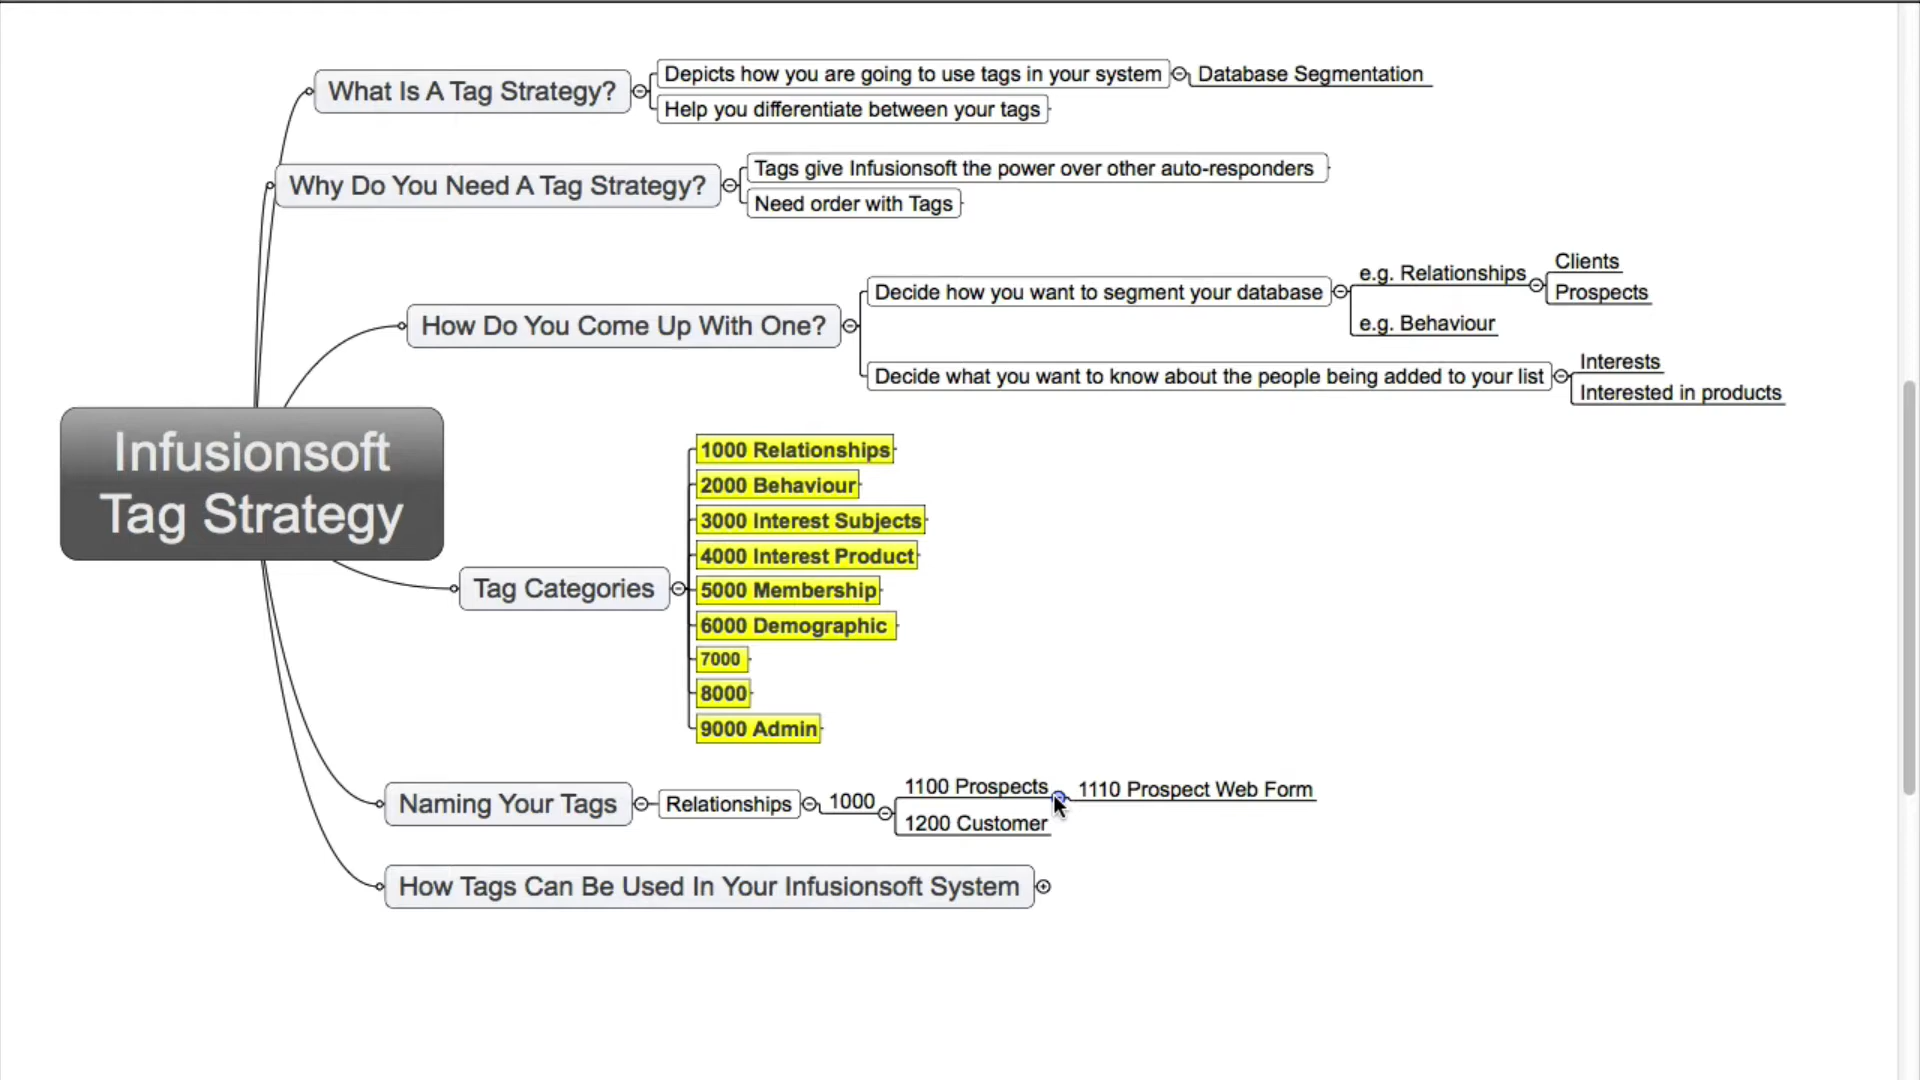 What Is A Tag Strategy?
Depicts how you are going to use tags in your system
Database Segmentation
Help you differentiate between your tags
Why Do You Need A Tag Strategy?
Tags give Infusionsoft the power over other auto-responders
Need order with Tags
How Do You Come Up With One?
Decide how you want to segment your database
e.g. Relationships
Clients
Prospects
e.g. Behaviour
Decide what you want to know about the people being added to your list
Interests
Interested in products
Infusionsoft
Tag Strategy
Tag Categories
1000 Relationships
2000 Behaviour
3000 Interest Subjects
4000 Interest Product
5000 Membership
6000 Demographic
7000
8000
9000 Admin
Naming Your Tags
Relationships
1000
1100 Prospects
1110 Prospect Web Form
1200 Customer
How Tags Can Be Used In Your Infusionsoft System